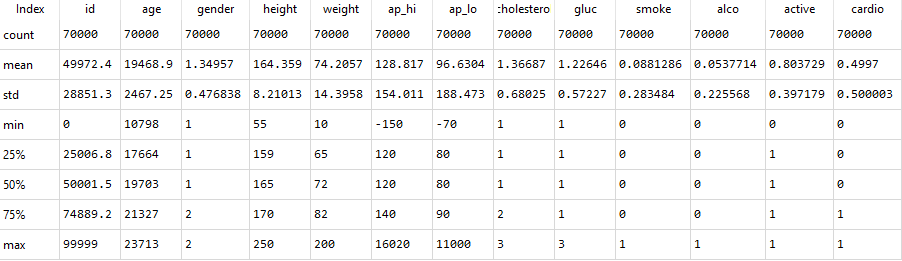 Index id age gender height weight ap_hi ap_lo cholestero gluc smoke alco active cardio
count 70000 70000 70000 70000 70000 70000 70000 70000 70000 70000 70000 70000 70000
mean 49972.4 19468.9 1.34957 164.359 74.2057 128.817 96.6304 1.36687 1.22646 0.0881286 0.0537714 0.803729 0.4997
std 28851.3 2467.25 0.476838 8.21013 14.3958 154.011 188.473 0.68025 0.57227 0.283484 0.225568 0.397179 0.500003
min 0 10798 1 55 10 -150 -70 1 1 0 0 0 0
25% 25006.8 17664 1 159 65 120 80 1 1 0 0 1 0
50% 50001.5 19703 1 165 72 120 80 1 1 0 0 1 0
75% 74889.2 21327 2 170 82 140 90 2 1 0 0 1 1
max 99999 23713 2 250 200 16020 11000 3 3 1 1 1 1